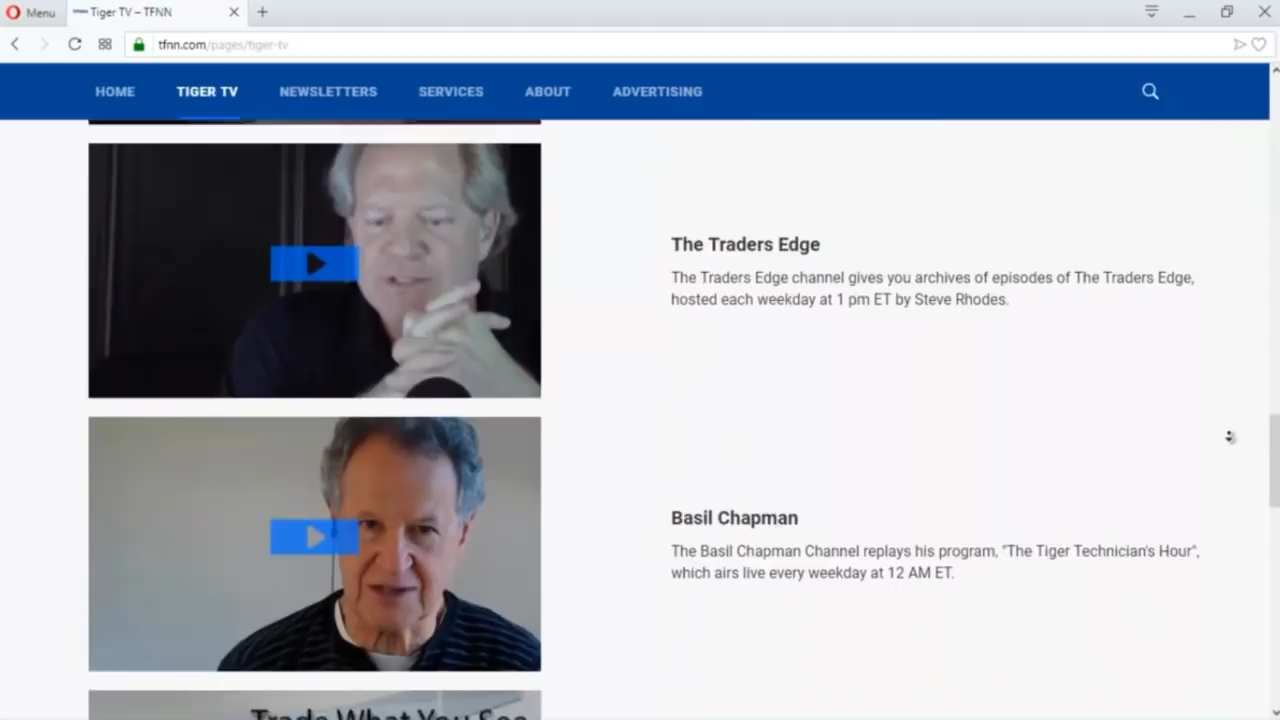 Menu
Tiger TV – TFNN
tfnn.com/pages/tiger-tv
HOME TIGER TV NEWSLETTERS SERVICES ABOUT ADVERTISING
The Traders Edge
The Traders Edge channel gives you archives of episodes of The Traders Edge,
hosted each weekday at 1 pm ET by Steve Rhodes.
Basil Chapman
The Basil Chapman Channel replays his program, "The Tiger Technician's Hour",
which airs live every weekday at 12 AM ET.
Trade What You See